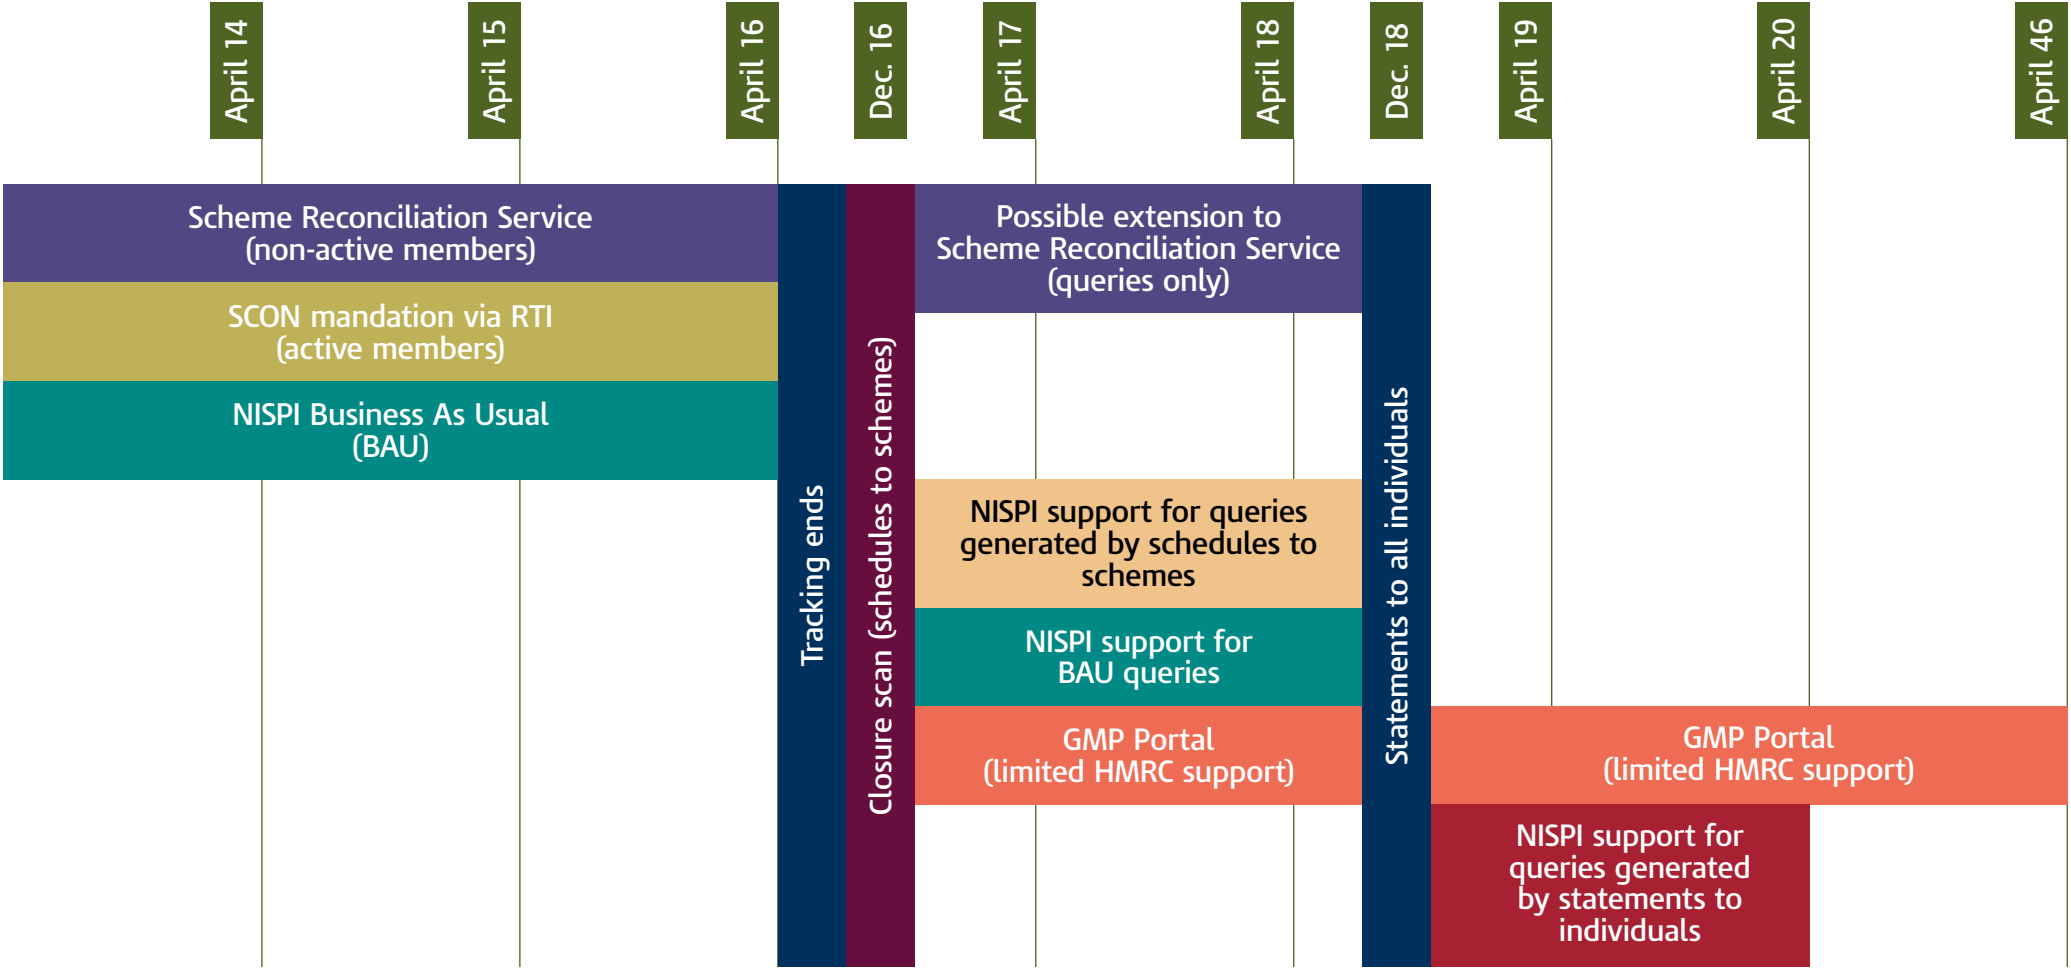 April 14
April 15
April 16
Dec. 16
April 17
April 18
Dec. 18
April 19
April 20
April 46
Scheme Reconciliation Service
(non-active members)
SCON mandation via RTI
(active members)
NISPI Business As Usual
(BAU)
Tracking ends
Closure scan (schedules to schemes)
Possible extension to
Scheme Reconciliation Service
(queries only)
NISPI support for queries
generated by schedules to
schemes
NISPI support for
BAU queries
GMP Portal
(limited HMRC support)
Statements to all individuals
GMP Portal
(limited HMRC support)
NISPI support for
queries generated
by statements to
individuals